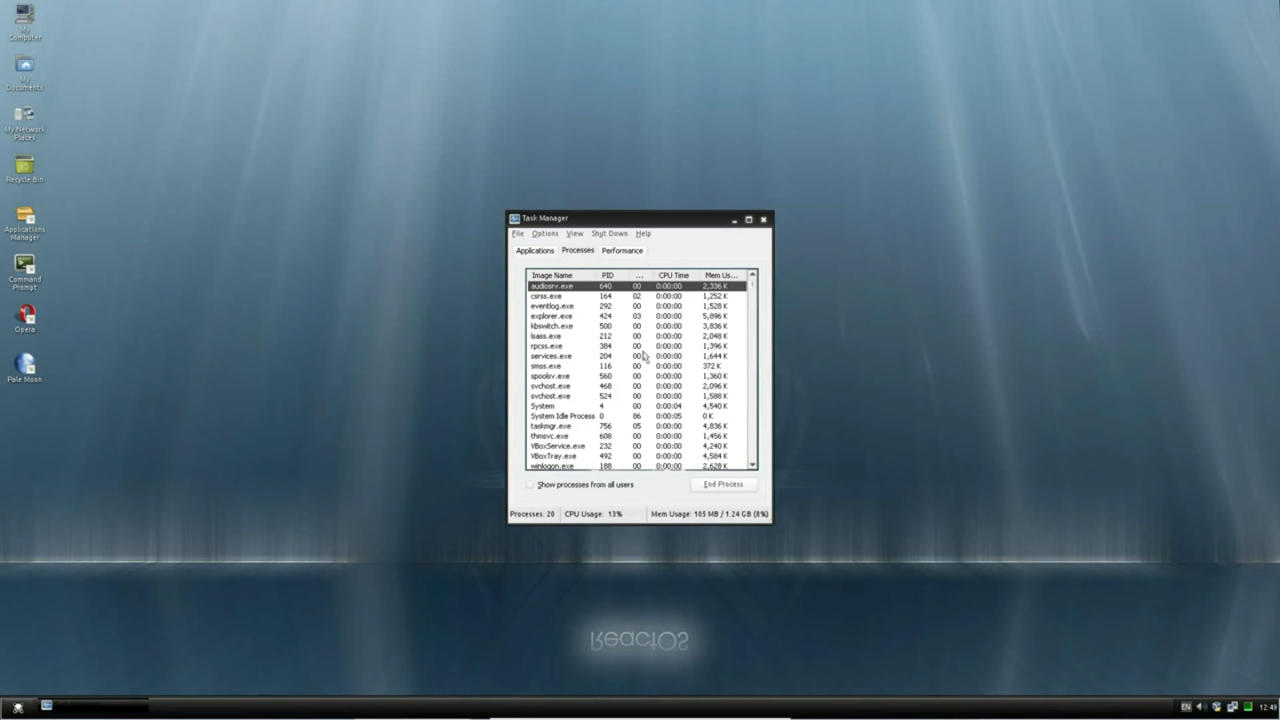 My
Computer
My
Documents
My Network
Places
Recycle Bin
Applications
Manager
Command
Prompt
Opera
Pale Moon
Task Manager
File Options View Shut Down Help
Applications Processes Performance
Image Name PID ... CPU Time Mem Us...
audiosrv.exe 640 00 0:00:00 2,336 K
csrss.exe 164 02 0:00:00 1,252 K
eventlog.exe 292 00 0:00:00 1,528 K
explorer.exe 424 03 0:00:00 5,896 K
kbswitch.exe 500 00 0:00:00 3,836 K
lsass.exe 212 00 0:00:00 2,048 K
rpcss.exe 384 00 0:00:00 1,396 K
services.exe 204 00 0:00:00 1,644 K
smss.exe 116 00 0:00:00 372 K
spoolsv.exe 560 00 0:00:00 1,360 K
svchost.exe 468 00 0:00:00 2,096 K
svchost.exe 524 00 0:00:00 1,588 K
System 4 00 0:00:04 4,540 K
System Idle Process 0 86 0:00:05 0 K
taskmgr.exe 756 05 0:00:00 4,836 K
thmsvc.exe 608 00 0:00:00 1,456 K
VBoxService.exe 232 00 0:00:00 4,240 K
VBoxTray.exe 492 00 0:00:00 4,584 K
winlogon.exe 188 00 0:00:00 2,628 K
Show processes from all users End Process
Processes: 20 CPU Usage: 13% Mem Usage: 105 MB / 1.24 GB (8%)
ReactOS
EN 12:49